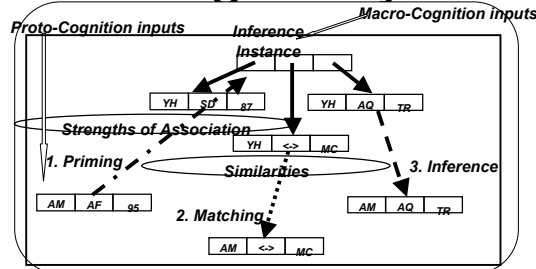 Macro-Cognition inputs
Proto-Cognition inputs
Inference
Instance
YH SD 87
YH AQ TR
Strengths of Association
YH <-> MC
1. Priming
Similarities
3. Inference
AM AF 95
AM AQ TR
2. Matching
AM <-> MC